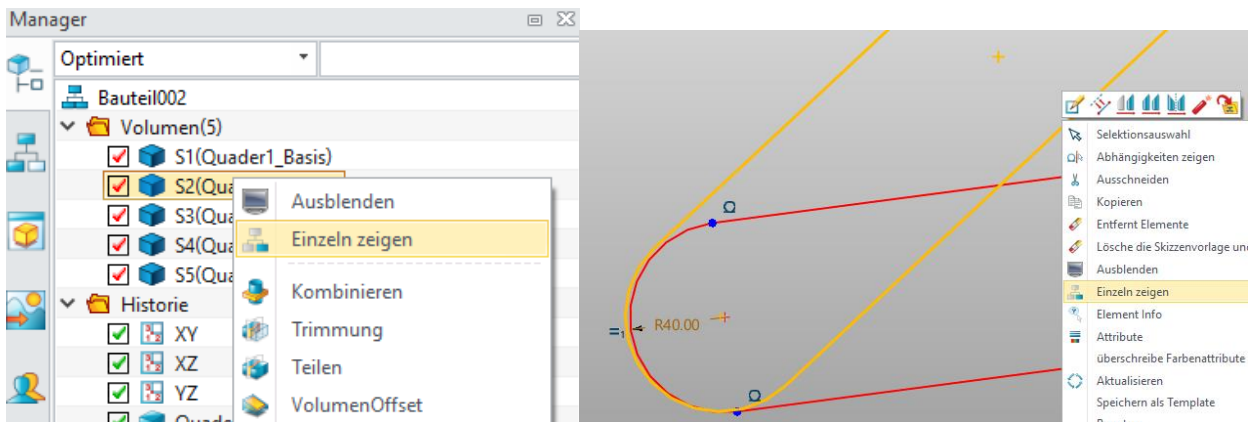 Manager
Optimiert
Bauteil002
Volumen(5)
S1(Quader1_Basis)
S2(Qua
S3(Qua
S4(Qua
S5(Qua
Historie
XY
XZ
YZ
Ausblenden
Einzeln zeigen
Kombinieren
Trimmung
Teilen
VolumenOffset
R40.00
=1
Selektionsauswahl
Abhängigkeiten zeigen
Ausschneiden
Kopieren
Entfernt Elemente
Lösche die Skizzenvorlage und
Ausblenden
Einzeln zeigen
Element Info
Attribute
überschreibe Farbenattribute
Aktualisieren
Speichern als Template